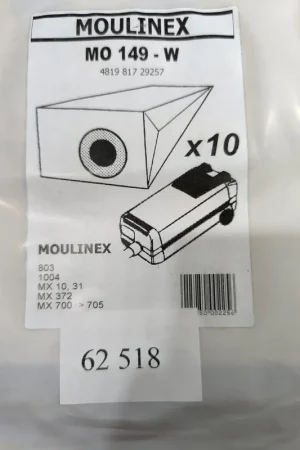 MOULINEX
MO 149 - W
4819 817 29257
x10
MOULINEX
803
1004
MX 10, 31
MX 372
MX 700 -> 705
62 518